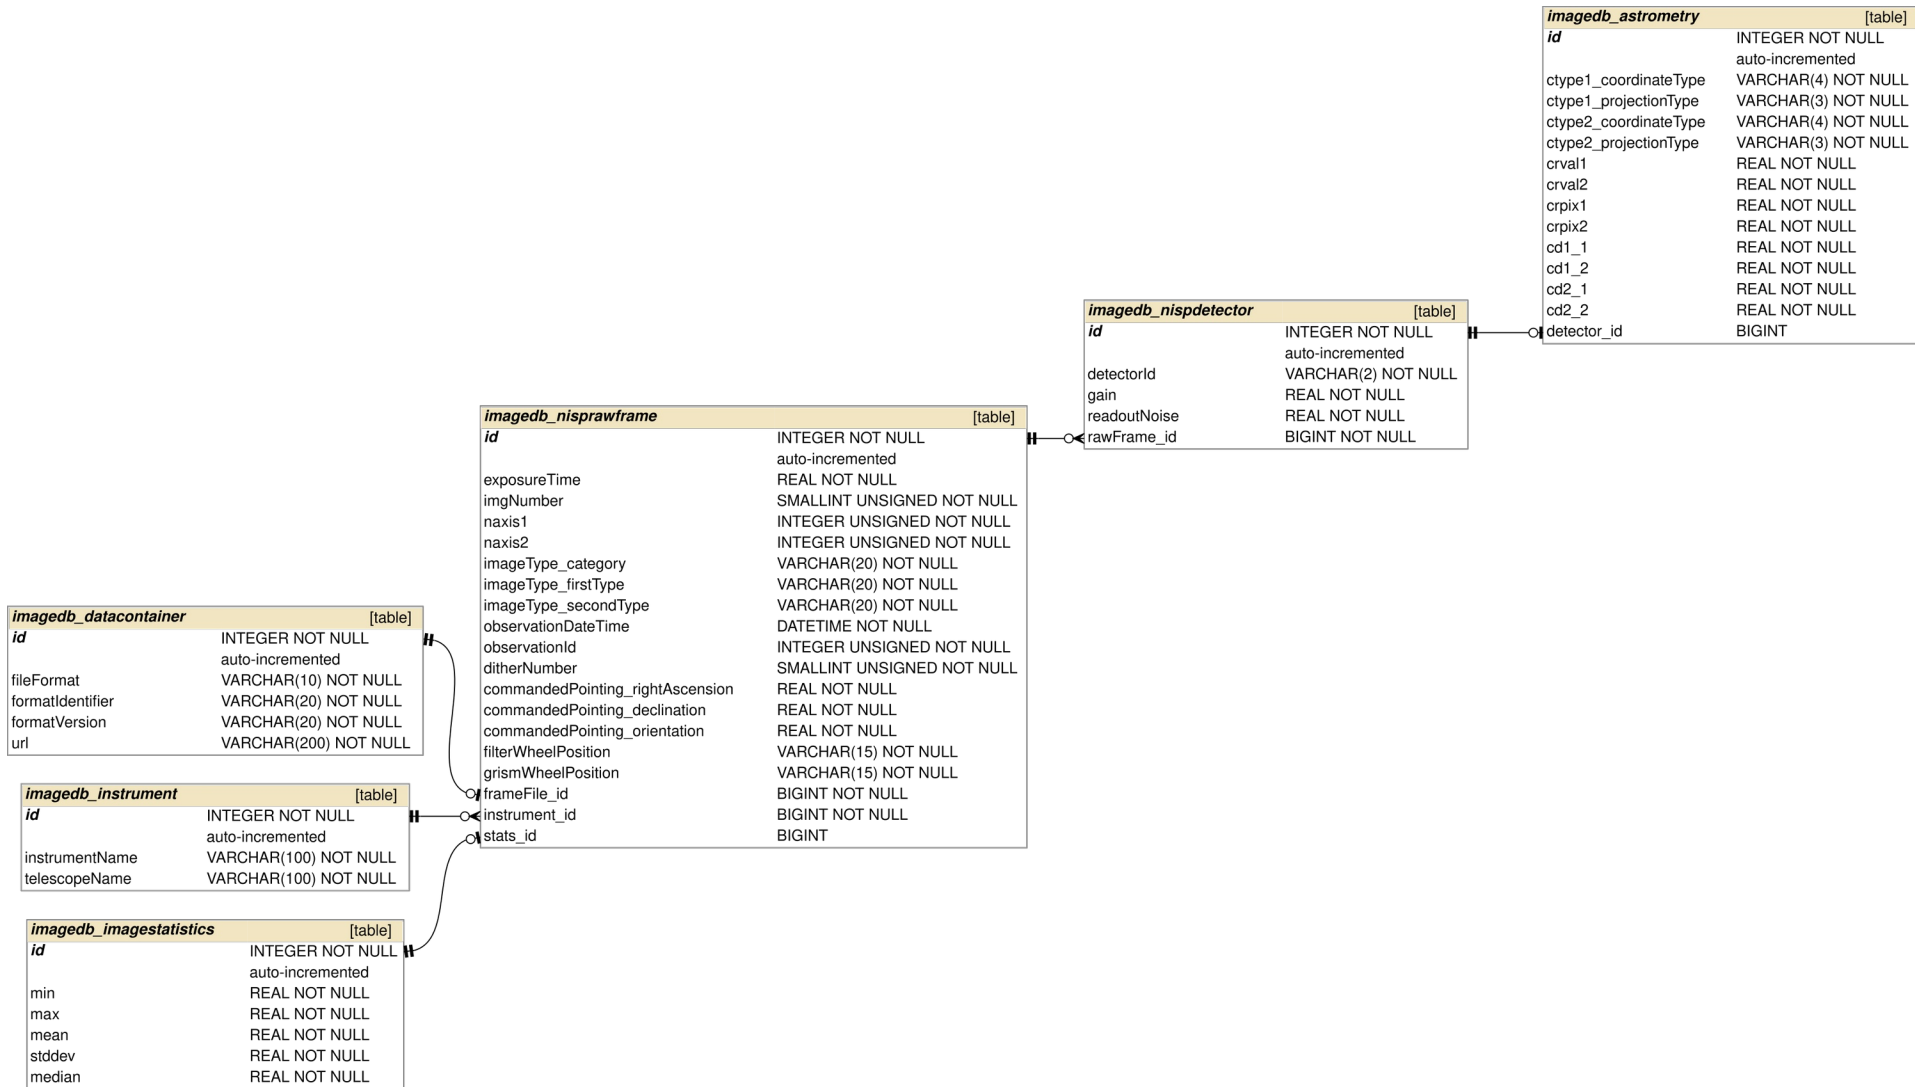 imagedb_astrometry [table]
id INTEGER NOT NULL
auto-incremented
ctype1_coordinateType VARCHAR(4) NOT NULL
ctype1_projectionType VARCHAR(3) NOT NULL
ctype2_coordinateType VARCHAR(4) NOT NULL
ctype2_projectionType VARCHAR(3) NOT NULL
crval1 REAL NOT NULL
crval2 REAL NOT NULL
crpix1 REAL NOT NULL
crpix2 REAL NOT NULL
cd1_1 REAL NOT NULL
cd1_2 REAL NOT NULL
cd2_1 REAL NOT NULL
cd2_2 REAL NOT NULL
detector_id BIGINT
imagedb_nispdetector [table]
id INTEGER NOT NULL
auto-incremented
detectorId VARCHAR(2) NOT NULL
gain REAL NOT NULL
readoutNoise REAL NOT NULL
rawFrame_id BIGINT NOT NULL
imagedb_nisprawframe [table]
id INTEGER NOT NULL
auto-incremented
exposureTime REAL NOT NULL
imgNumber SMALLINT UNSIGNED NOT NULL
naxis1 INTEGER UNSIGNED NOT NULL
naxis2 INTEGER UNSIGNED NOT NULL
imageType_category VARCHAR(20) NOT NULL
imageType_firstType VARCHAR(20) NOT NULL
imageType_secondType VARCHAR(20) NOT NULL
observationDateTime DATETIME NOT NULL
observationId INTEGER UNSIGNED NOT NULL
ditherNumber SMALLINT UNSIGNED NOT NULL
commandedPointing_rightAscension REAL NOT NULL
commandedPointing_declination REAL NOT NULL
commandedPointing_orientation REAL NOT NULL
filterWheelPosition VARCHAR(15) NOT NULL
grismWheelPosition VARCHAR(15) NOT NULL
frameFile_id BIGINT NOT NULL
instrument_id BIGINT NOT NULL
stats_id BIGINT
imagedb_datacontainer [table]
id INTEGER NOT NULL
auto-incremented
fileFormat VARCHAR(10) NOT NULL
formatIdentifier VARCHAR(20) NOT NULL
formatVersion VARCHAR(20) NOT NULL
url VARCHAR(200) NOT NULL
imagedb_instrument [table]
id INTEGER NOT NULL
auto-incremented
instrumentName VARCHAR(100) NOT NULL
telescopeName VARCHAR(100) NOT NULL
imagedb_imagestatistics [table]
id INTEGER NOT NULL
auto-incremented
min REAL NOT NULL
max REAL NOT NULL
mean REAL NOT NULL
stddev REAL NOT NULL
median REAL NOT NULL